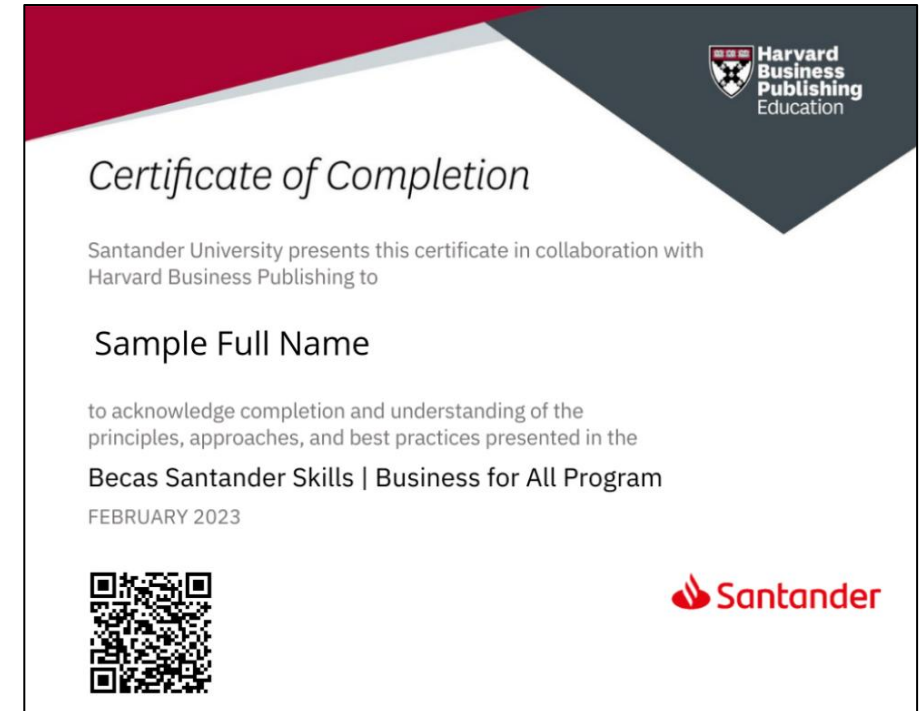 Harvard
Business
Publishing
Education
Certificate of Completion
Santander University presents this certificate in collaboration with
Harvard Business Publishing to
Sample Full Name
to acknowledge completion and understanding of the
principles, approaches, and best practices presented in the
Becas Santander Skills | Business for All Program
FEBRUARY 2023
Santander